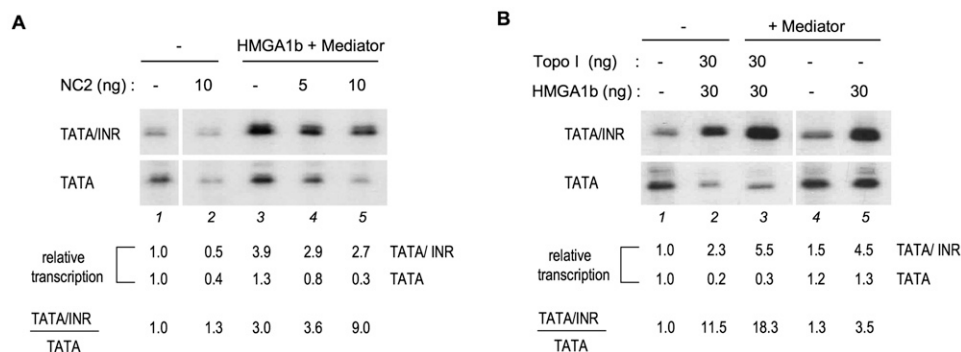 A
- HMGA1b + Mediator
NC2 (ng) : - 10 - 5 10
TATA/INR
TATA
1 2 3 4 5
relative transcription
1.0 0.5 3.9 2.9 2.7 TATA/ INR
1.0 0.4 1.3 0.8 0.3 TATA
TATA/INR
TATA
1.0 1.3 3.0 3.6 9.0
B
- + Mediator
Topo I (ng) : - 30 30 - -
HMGA1b (ng) : - 30 30 - 30
TATA/INR
TATA
1 2 3 4 5
relative transcription
1.0 2.3 5.5 1.5 4.5 TATA/ INR
1.0 0.2 0.3 1.2 1.3 TATA
TATA/INR
TATA
1.0 11.5 18.3 1.3 3.5